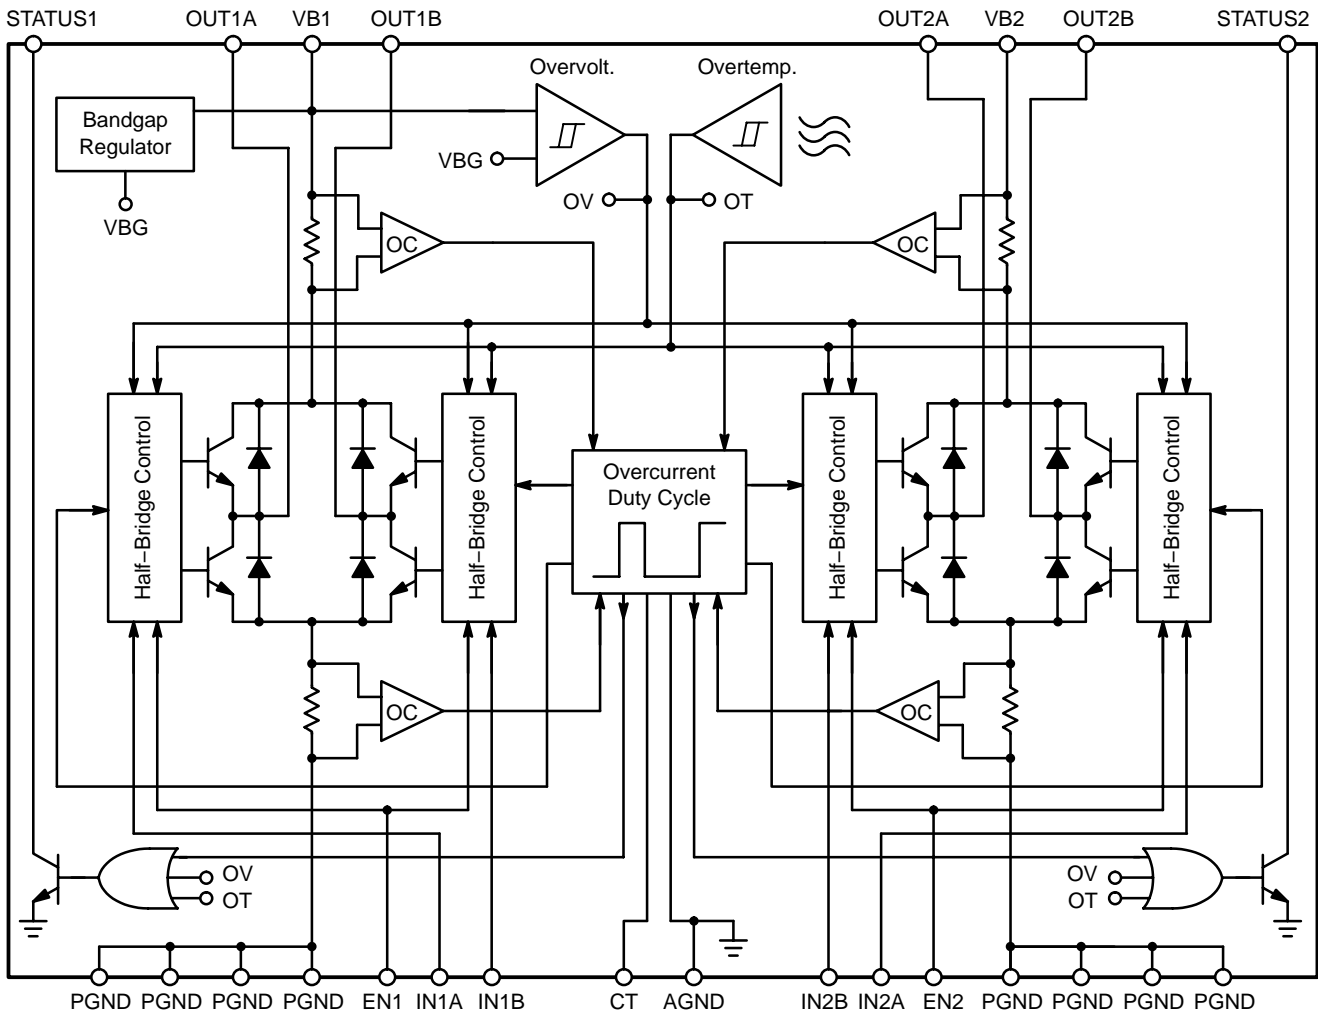 STATUS1 OUT1A VB1 OUT1B OUT2A VB2 OUT2B STATUS2
Overvolt. Overtemp.
Bandgap
Regulator
VBG
VBG
OV OT
OC OC
Half–Bridge Control
Half–Bridge Control
Overcurrent
Duty Cycle
Half–Bridge Control
Half–Bridge Control
OC OC
OV
OT
OV
OT
PGND PGND PGND PGND EN1 IN1A IN1B CT AGND IN2B IN2A EN2 PGND PGND PGND PGND